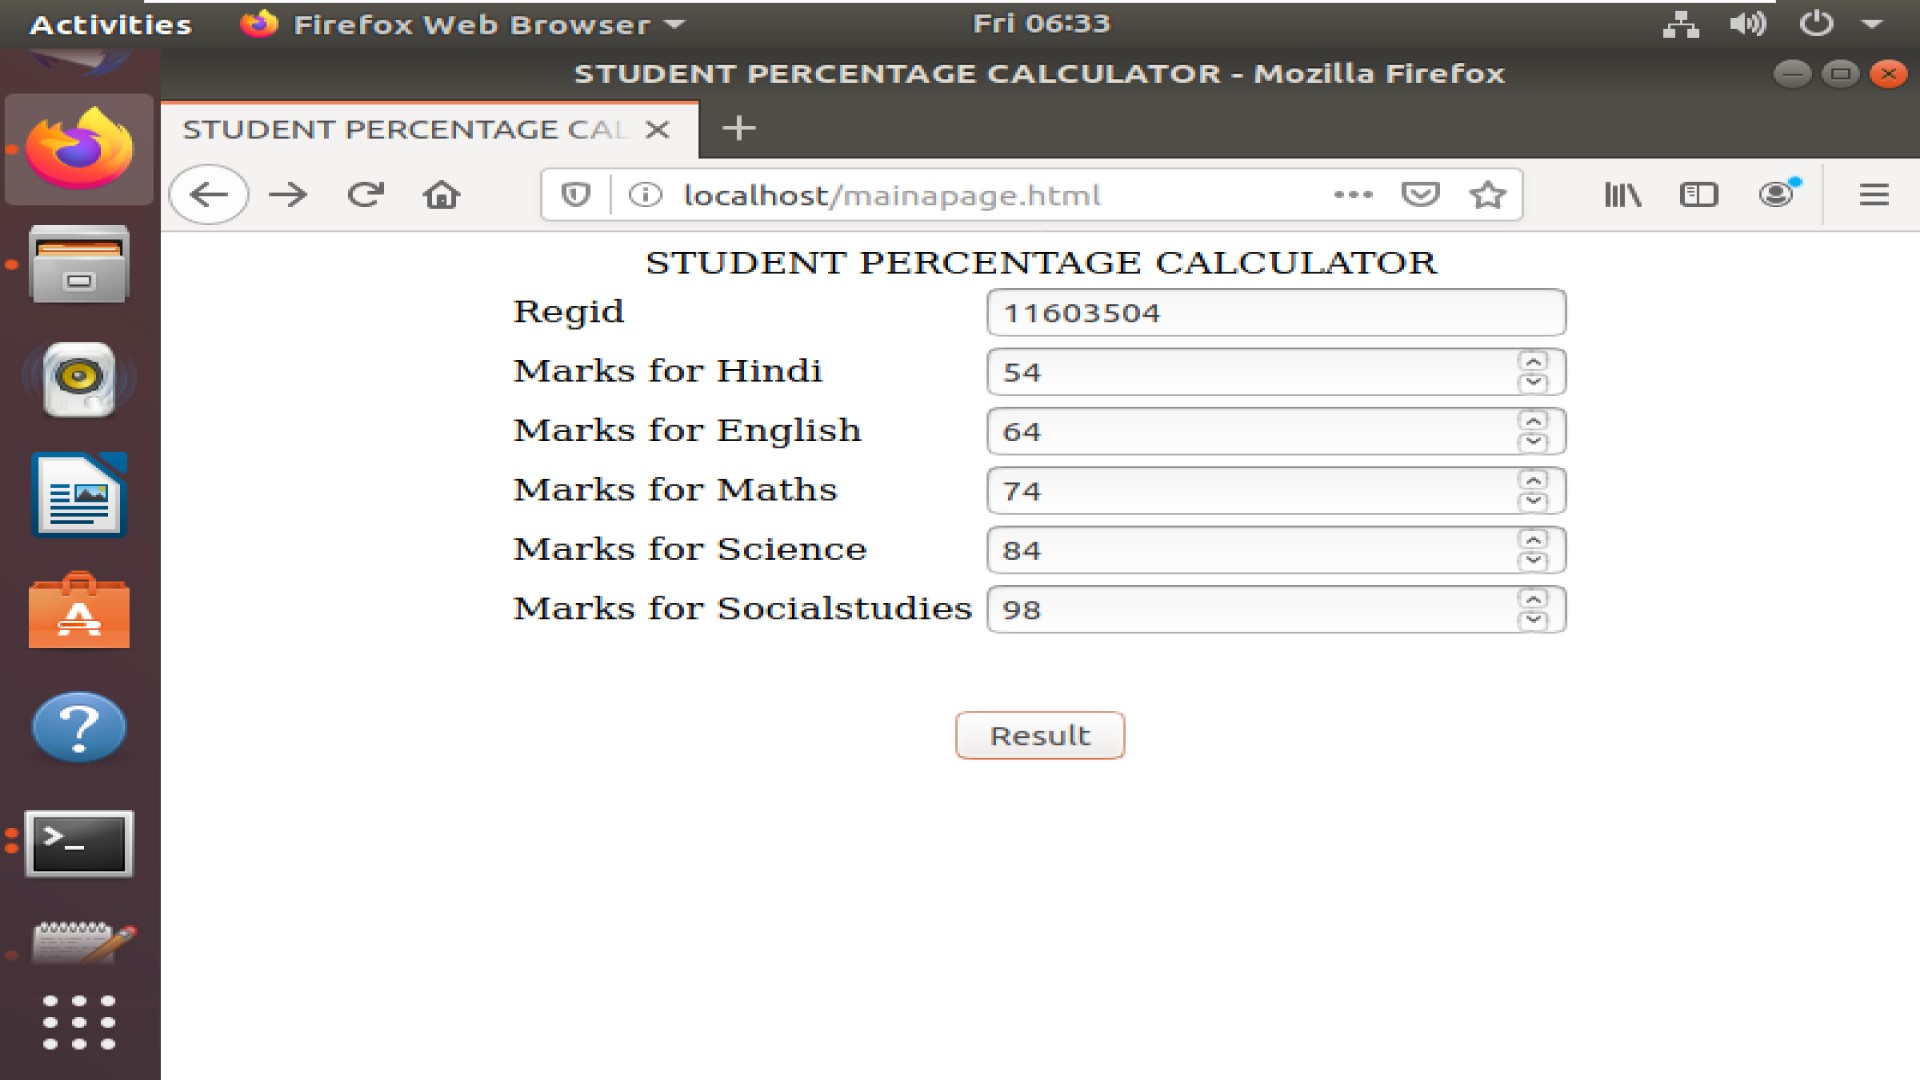 Activities Firefox Web Browser Fri 06:33
STUDENT PERCENTAGE CALCULATOR - Mozilla Firefox
STUDENT PERCENTAGE CAL
localhost/mainapage.html
STUDENT PERCENTAGE CALCULATOR
Regid 11603504
Marks for Hindi 54
Marks for English 64
Marks for Maths 74
Marks for Science 84
Marks for Socialstudies 98
Result